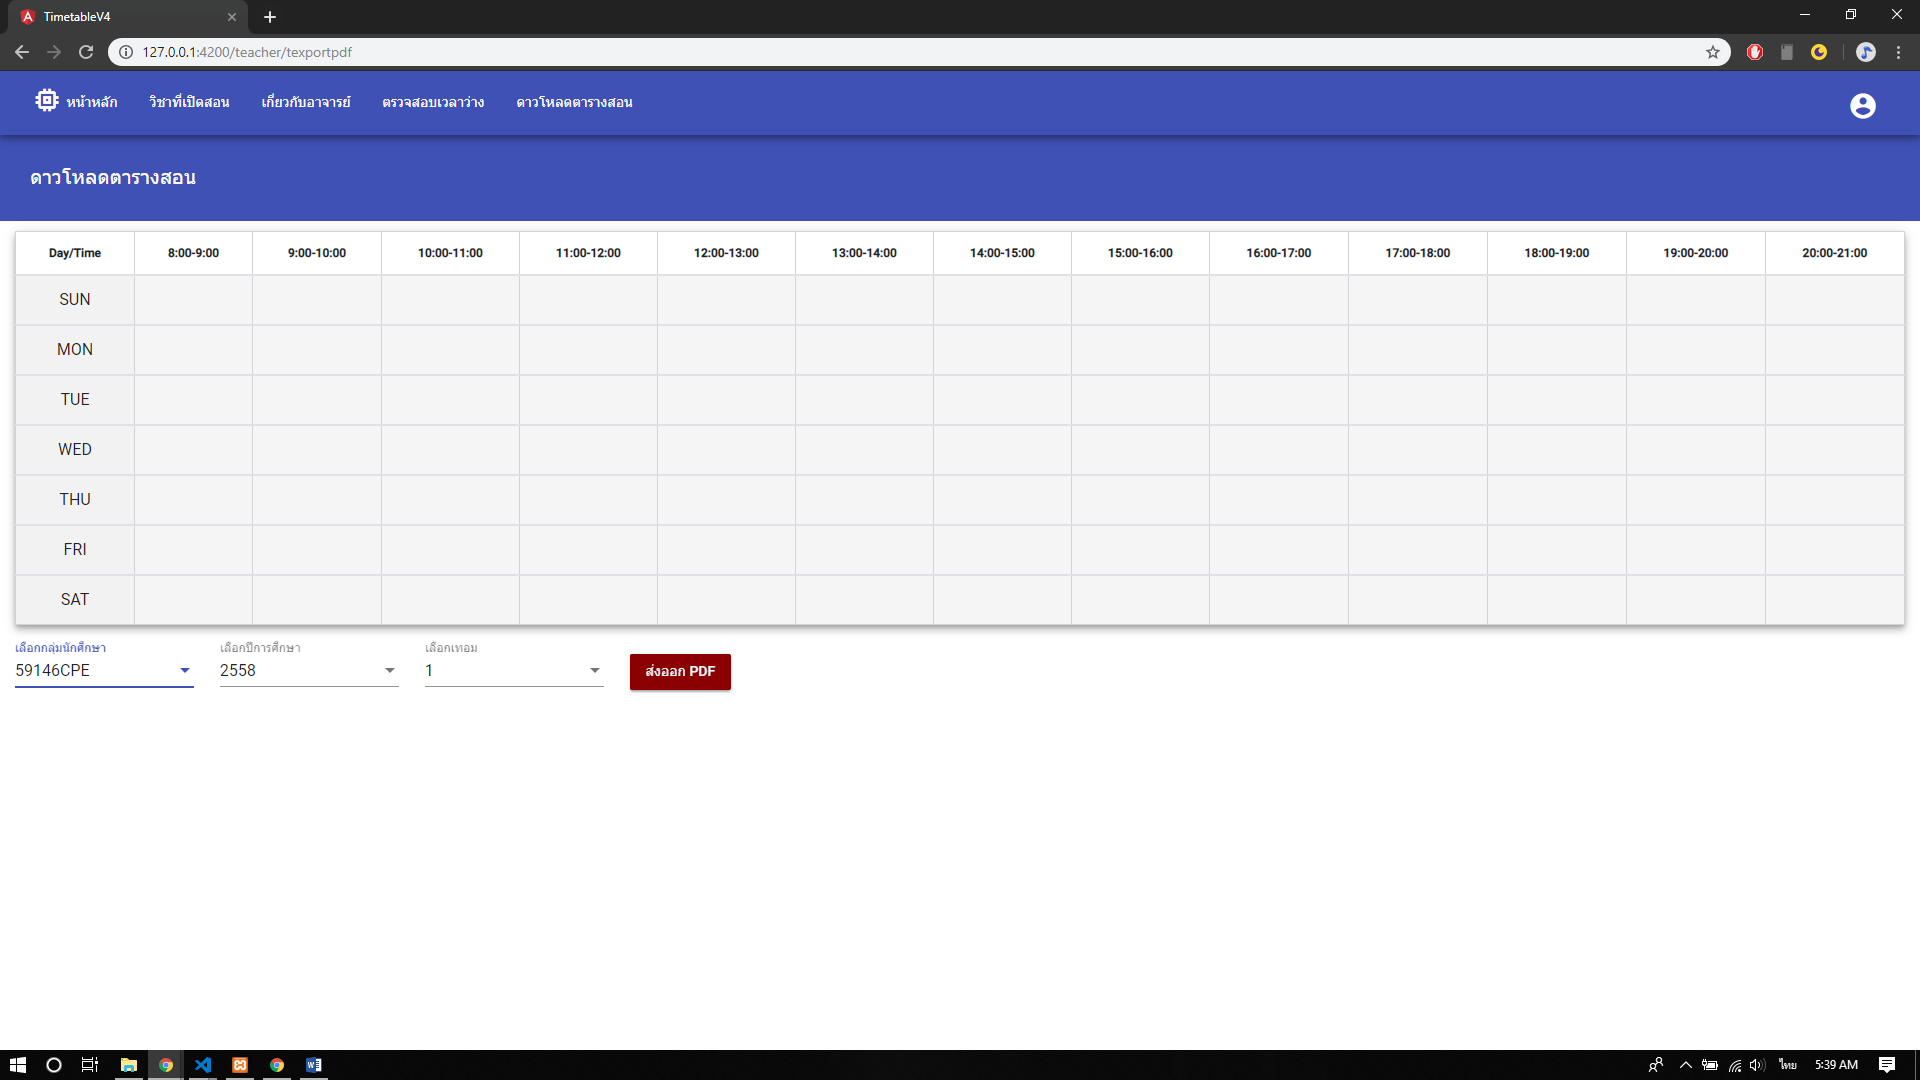 TimetableV4
127.0.0.1:4200/teacher/texportpdf
หน้าหลัก วิชาที่เปิดสอน เกี่ยวกับอาจารย์ ตรวจสอบเวลาว่าง ดาวโหลดตารางสอน
ดาวโหลดตารางสอน
Day/Time 8:00-9:00 9:00-10:00 10:00-11:00 11:00-12:00 12:00-13:00 13:00-14:00 14:00-15:00 15:00-16:00 16:00-17:00 17:00-18:00 18:00-19:00 19:00-20:00 20:00-21:00
SUN
MON
TUE
WED
THU
FRI
SAT
เลือกกลุ่มนักศึกษา เลือกปีการศึกษา เลือกเทอม
59146CPE 2558 1 ส่งออก PDF
ไทย 5:39 AM